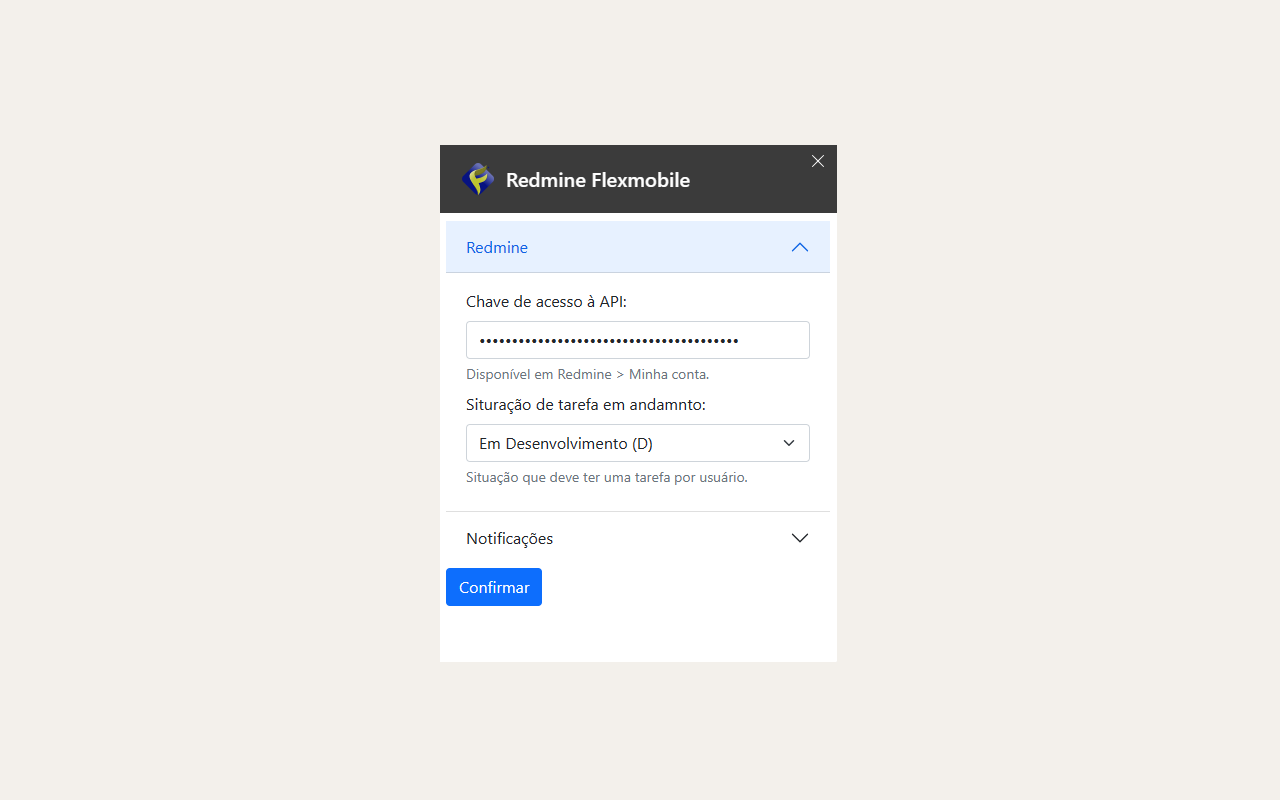 Redmine Flexmobile
Redmine
Chave de acesso à API:
••••••••••••••••••••••••••••••••••••••••
Disponível em Redmine > Minha conta.
Situração de tarefa em andamnto:
Em Desenvolvimento (D)
Situação que deve ter uma tarefa por usuário.
Notificações
Confirmar